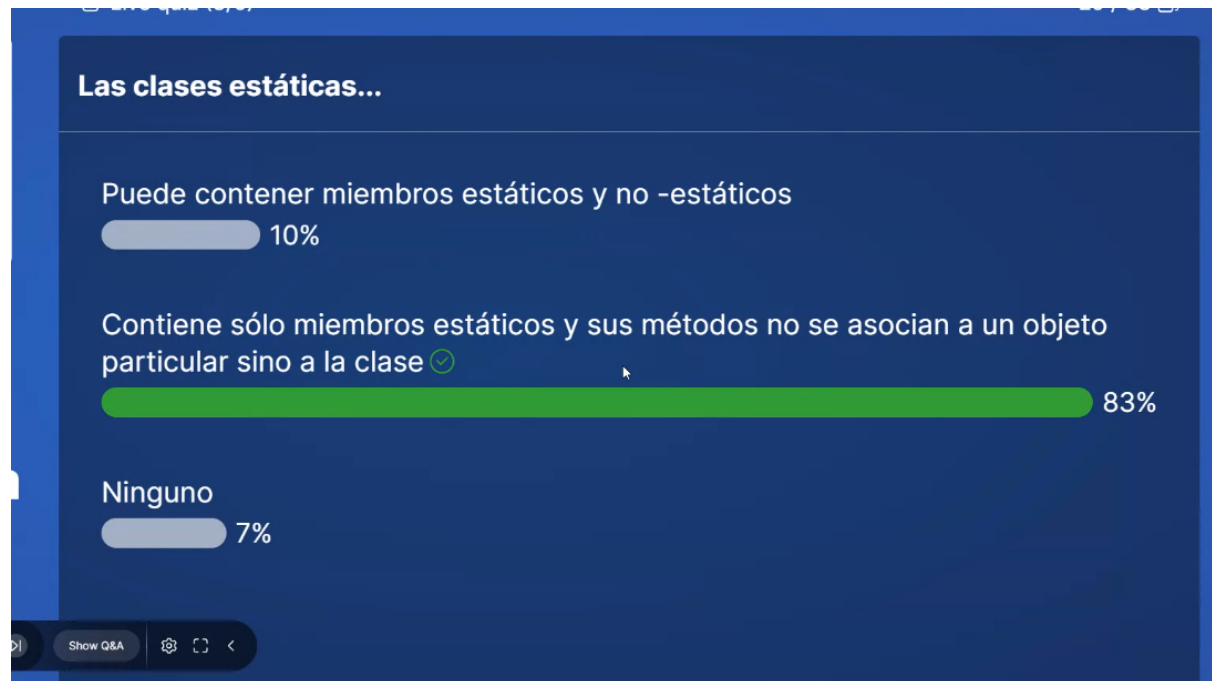 Las clases estáticas...
Puede contener miembros estáticos y no -estáticos
10%
Contiene sólo miembros estáticos y sus métodos no se asocian a un objeto
particular sino a la clase
83%
Ninguno
7%
Show Q&A